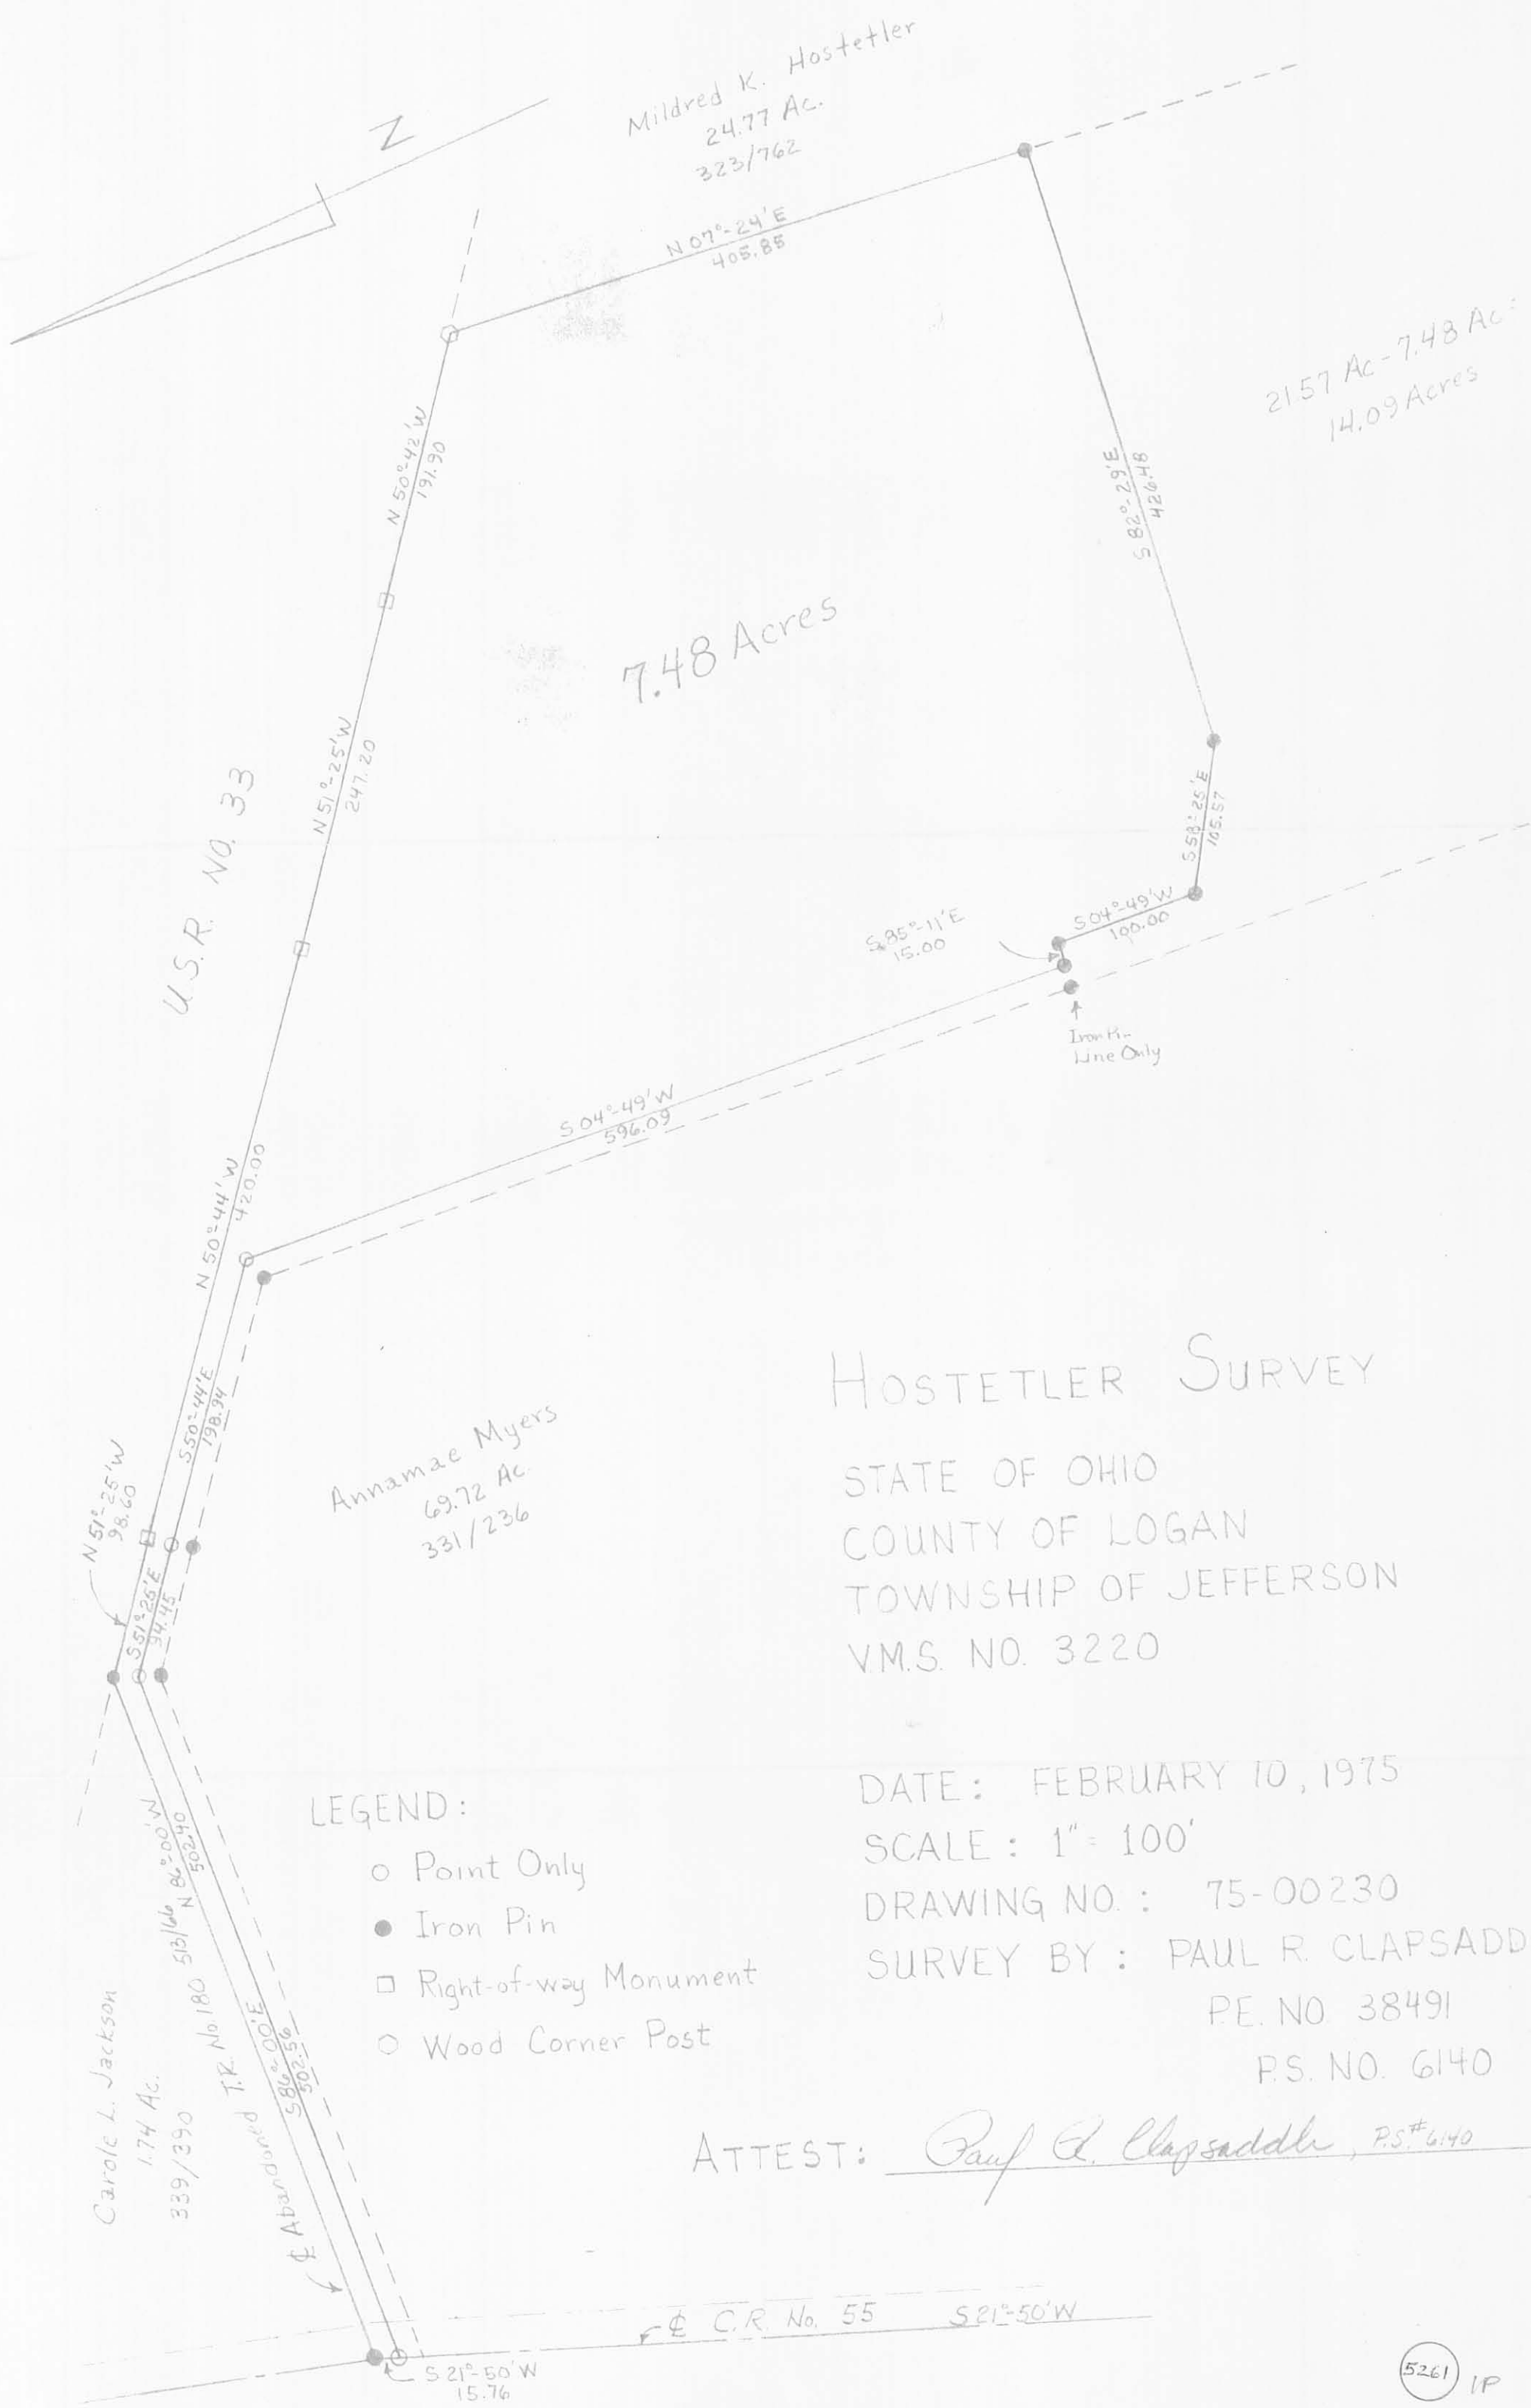 Mildred K. Hostetler
24.77 Ac.
323/762
N
N 07°-24'E
405.85
21.57 Ac - 7.48 Ac =
14.09 Acres
N 50°-42'W
191.90
S 82°-29'E
426.48
7.48 Acres
N 51°-25'W
247.20
U.S.R. NO. 33
S 58°-25'E
105.57
S 04°-49'W
100.00
S 85°-11'E
15.00
Iron
Line Only
S 04°-49'W
596.09
N 50°-44'W
420.00
S 50°-44'E
198.94
N 51°-25'W
98.60
S 51°-25'E
94.45
Annamae Myers
69.72 Ac.
331/236
HOSTETLER SURVEY
STATE OF OHIO
COUNTY OF LOGAN
TOWNSHIP OF JEFFERSON
V.M.S. NO. 3220
DATE: FEBRUARY 10, 1975
SCALE: 1" = 100'
DRAWING NO.: 75-00230
SURVEY BY: PAUL R. CLAPSADD
P.E. NO 38491
P.S. NO. 6140
ATTEST: Paul R. Clapsaddle, P.S.# 6140
LEGEND:
○ Point Only
● Iron Pin
□ Right-of-way Monument
○ Wood Corner Post
N 86°-00'W
502.40
513/166
S 86°-00'E
502.56
℄ Abandoned T.R. No. 180
Carole L. Jackson
1.74 Ac.
339/390
℄ C.R. No. 55 S 21°-50'W
S 21°-50'W
15.76
5261 1P